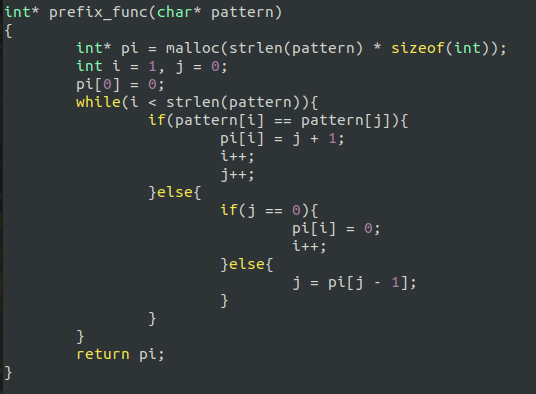 int* prefix_func(char* pattern)
{
        int* pi = malloc(strlen(pattern) * sizeof(int));
        int i = 1, j = 0;
        pi[0] = 0;
        while(i < strlen(pattern)){
                if(pattern[i] == pattern[j]){
                        pi[i] = j + 1;
                        i++;
                        j++;
                }else{
                        if(j == 0){
                                pi[i] = 0;
                                i++;
                        }else{
                                j = pi[j - 1];
                        }
                }
        }
        return pi;
}